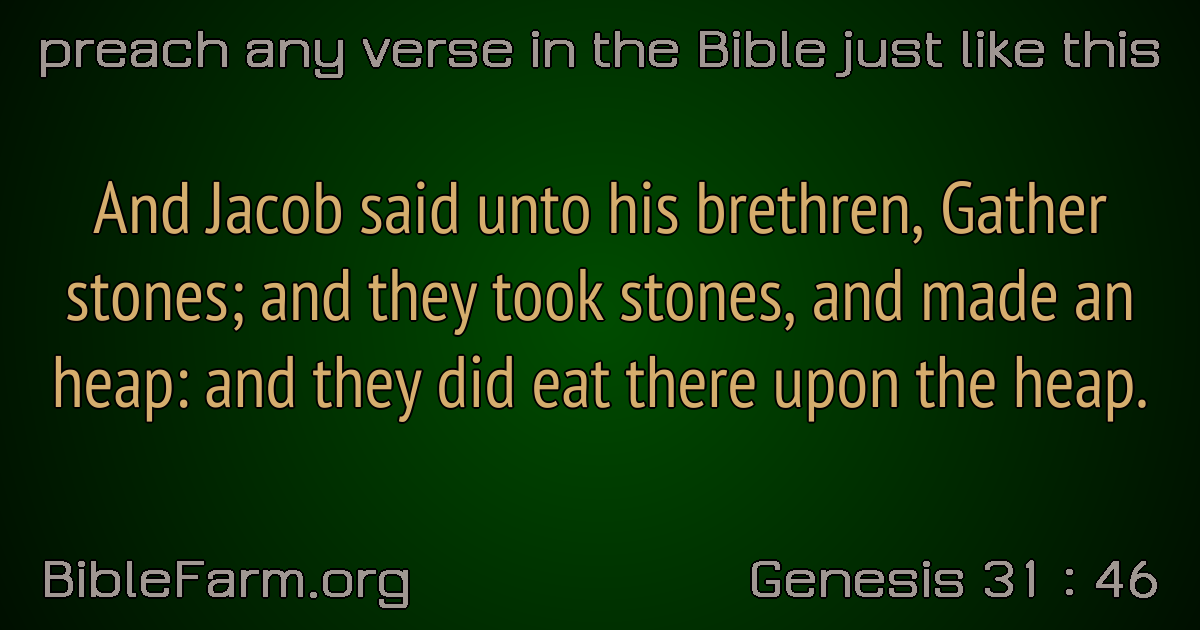 preach any verse in the Bible just like this
And Jacob said unto his brethren, Gather
stones; and they took stones, and made an
heap: and they did eat there upon the heap.
BibleFarm.org
Genesis 31 : 46